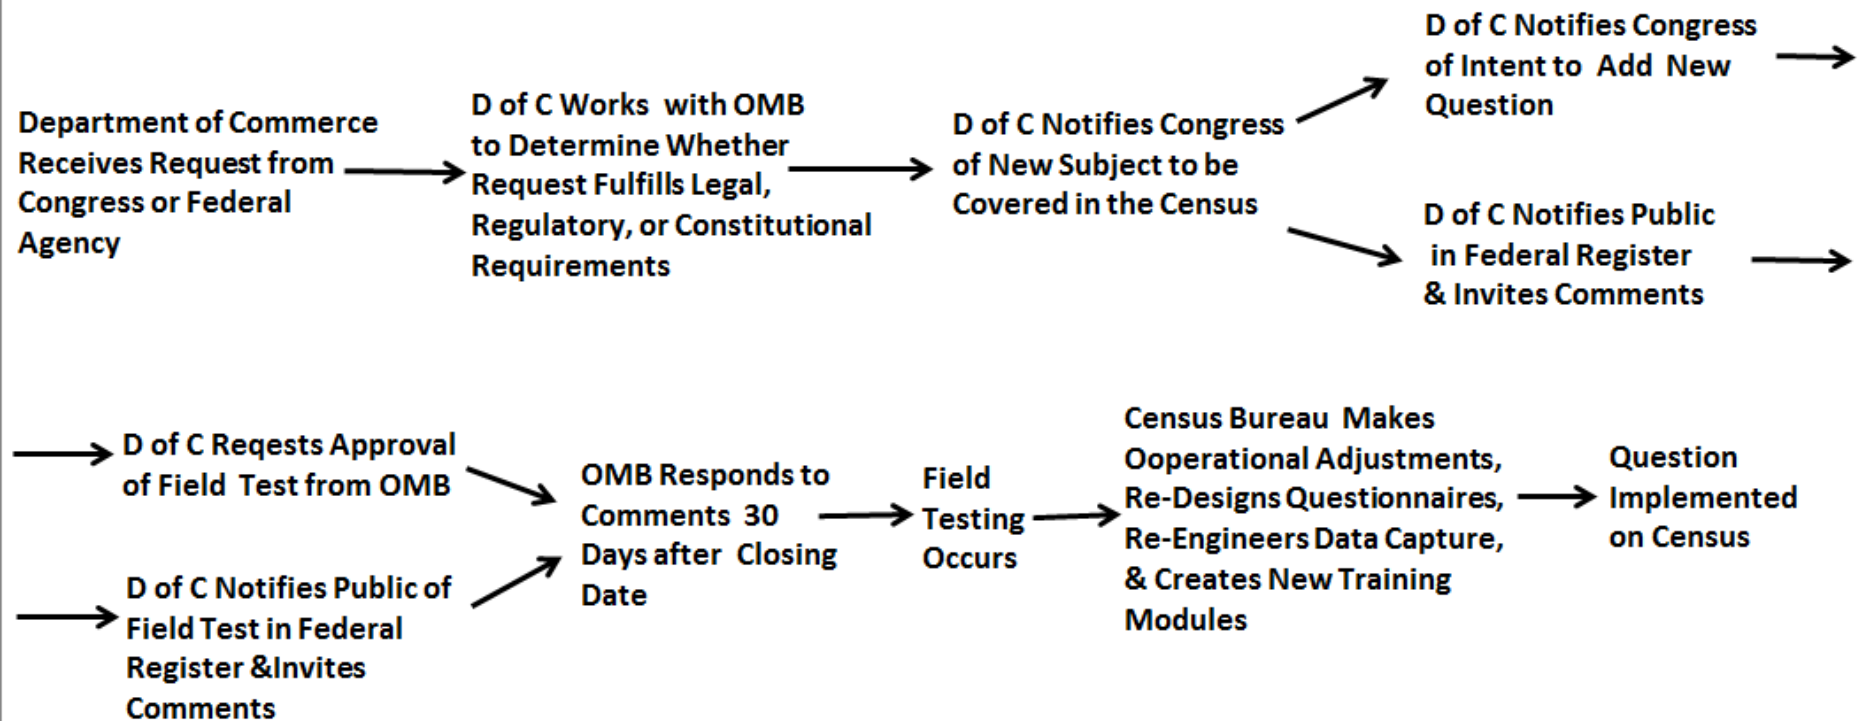 Department of Commerce
Receives Request from
Congress or Federal
Agency
D of C Works with OMB
to Determine Whether
Request Fulfills Legal,
Regulatory, or Constitutional
Requirements
D of C Notifies Congress
of New Subject to be
Covered in the Census
D of C Notifies Congress
of Intent to Add New
Question
D of C Notifies Public
in Federal Register
& Invites Comments
D of C Reqests Approval
of Field Test from OMB
D of C Notifies Public of
Field Test in Federal
Register &Invites
Comments
OMB Responds to
Comments 30
Days after Closing
Date
Field
Testing
Occurs
Census Bureau Makes
Ooperational Adjustments,
Re-Designs Questionnaires,
Re-Engineers Data Capture,
& Creates New Training
Modules
Question
Implemented
on Census